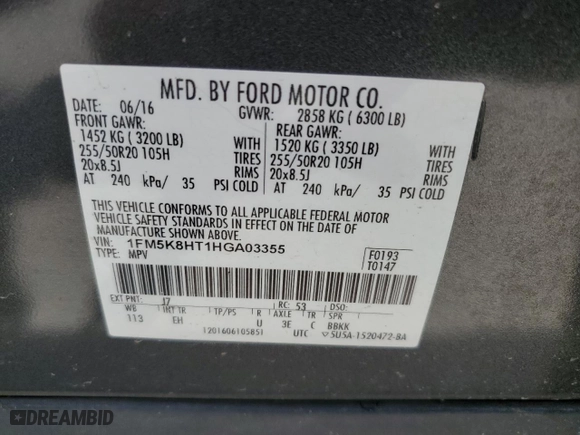 MFD. BY FORD MOTOR CO.
DATE: 06/16 GVWR: 2858 KG ( 6300 LB)
FRONT GAWR: REAR GAWR:
1452 KG ( 3200 LB) WITH 1520 KG ( 3350 LB) WITH
255/50R20 105H TIRES 255/50R20 105H TIRES
20x8.5J RIMS 20x8.5J RIMS
AT 240 kPa/ 35 PSI COLD AT 240 kPa/ 35 PSI COLD
THIS VEHICLE CONFORMS TO ALL APPLICABLE FEDERAL MOTOR
VEHICLE SAFETY STANDARDS IN EFFECT ON THE DATE OF
MANUFACTURE SHOWN ABOVE.
VIN: 1FM5K8HT1HGA03355 F0193
TYPE: MPV T0147
EXT PNT: J7 RC: 53 DSO:
WB INT TR TP/PS R AXLE TR SPR
113 EH U 3E C BBKK
1201606105851 UTC 5U5A-1520472-BA
DREAMBID